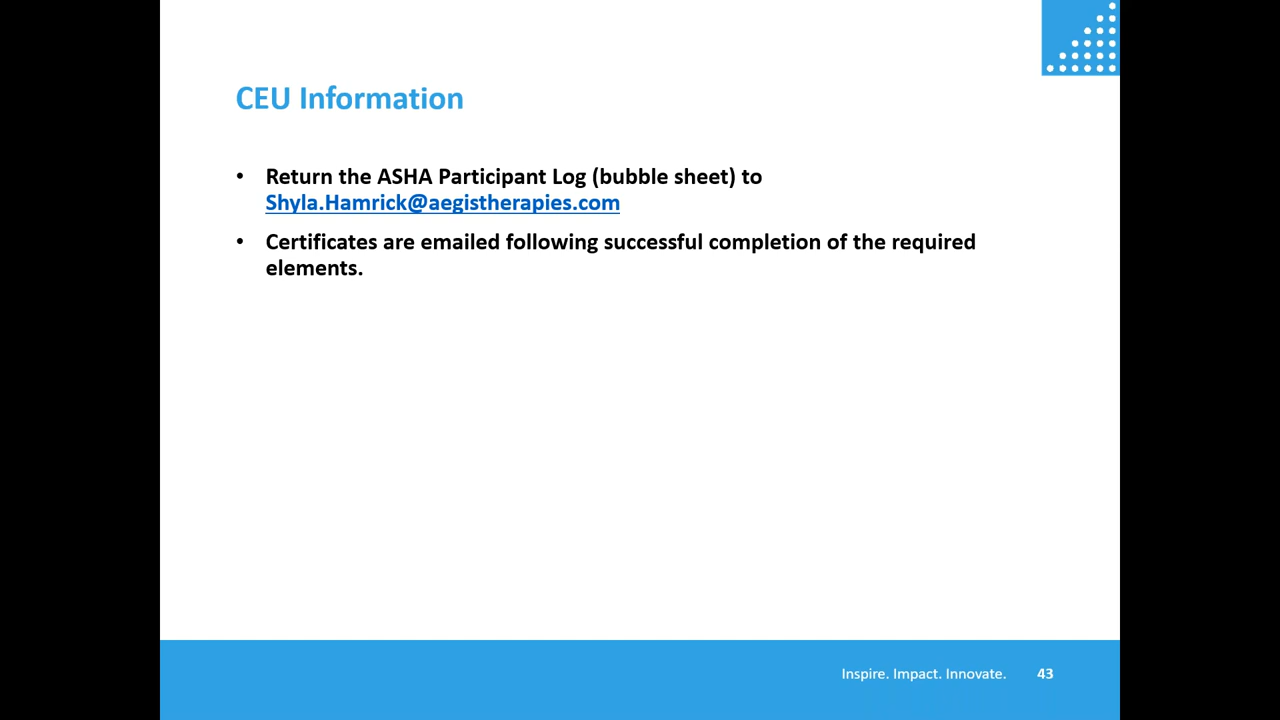 CEU Information
• Return the ASHA Participant Log (bubble sheet) to
Shyla.Hamrick@aegistherapies.com
• Certificates are emailed following successful completion of the required
elements.
Inspire. Impact. Innovate. 43